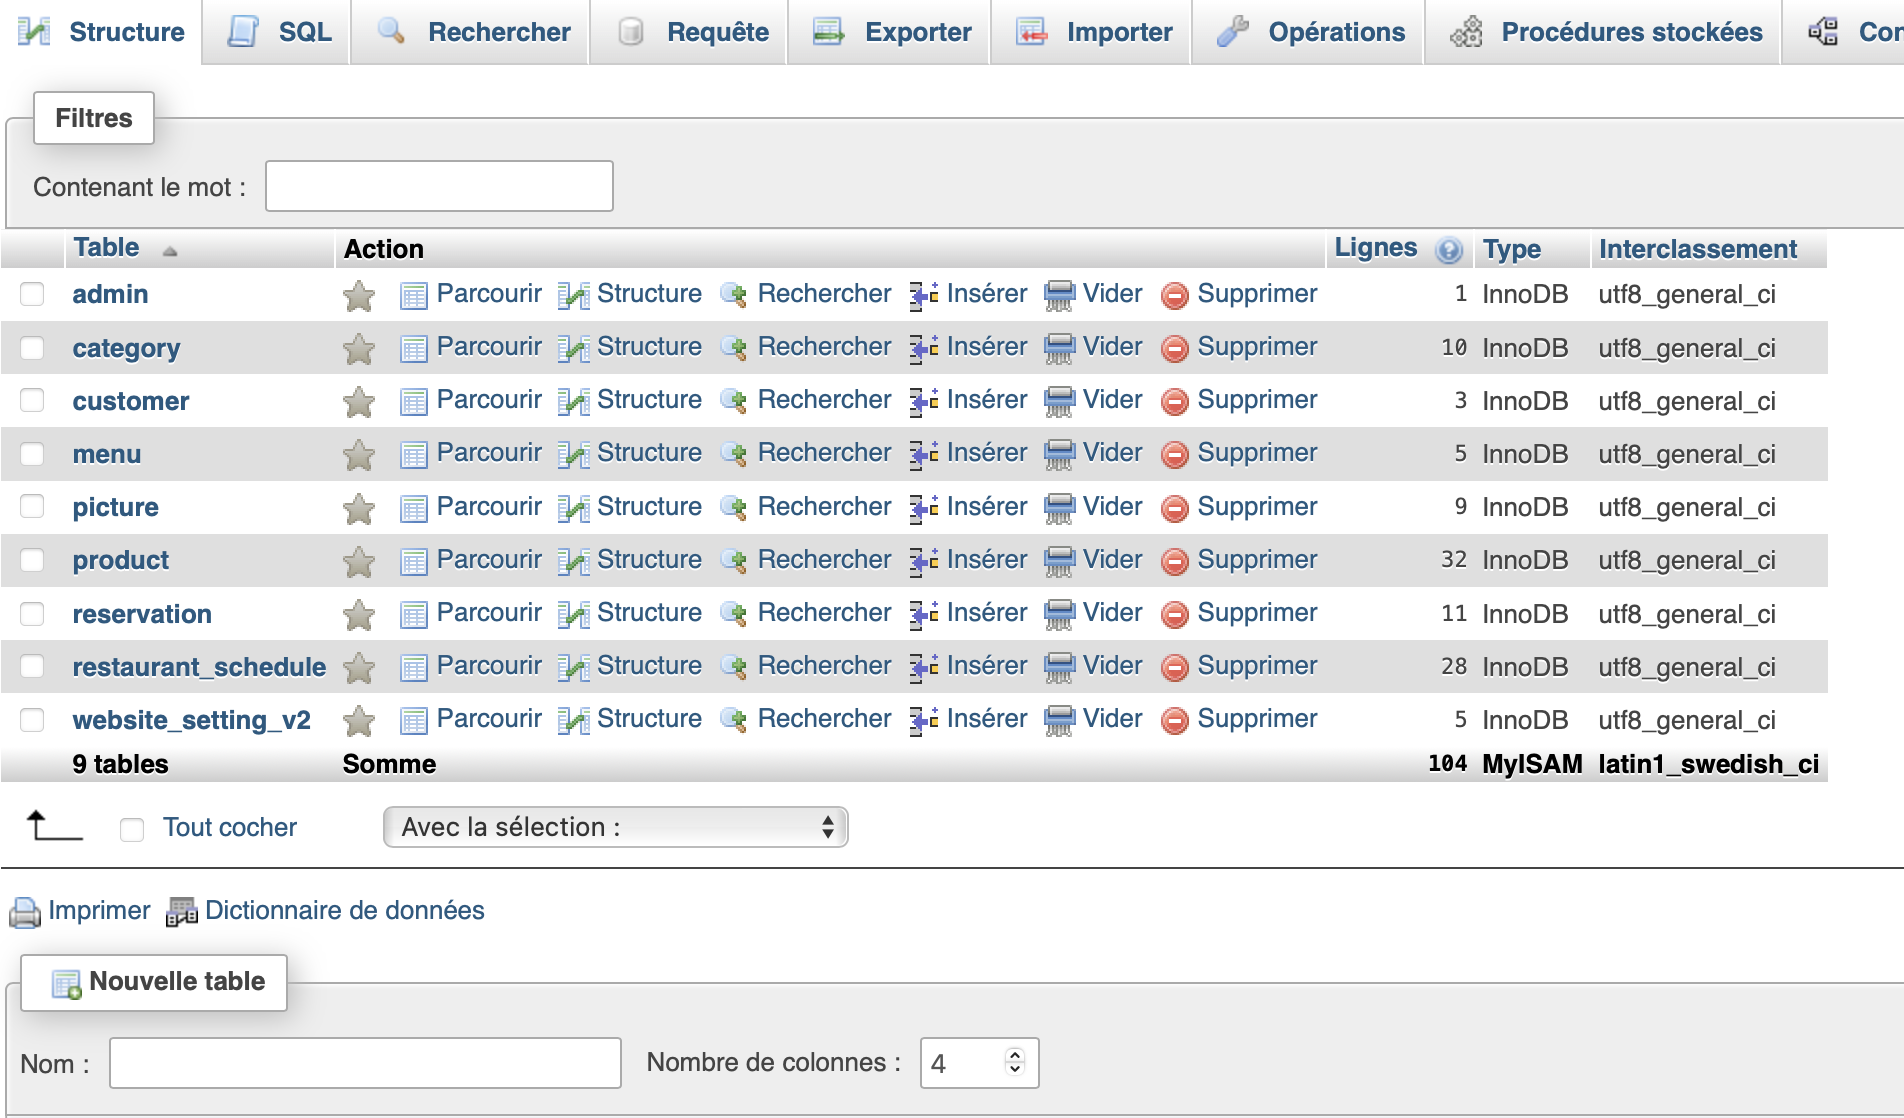 Structure SQL Rechercher Requête Exporter Importer Opérations Procédures stockées
Filtres
Contenant le mot :
Table Action Lignes Type Interclassement
admin Parcourir Structure Rechercher Insérer Vider Supprimer 1 InnoDB utf8_general_ci
category Parcourir Structure Rechercher Insérer Vider Supprimer 10 InnoDB utf8_general_ci
customer Parcourir Structure Rechercher Insérer Vider Supprimer 3 InnoDB utf8_general_ci
menu Parcourir Structure Rechercher Insérer Vider Supprimer 5 InnoDB utf8_general_ci
picture Parcourir Structure Rechercher Insérer Vider Supprimer 9 InnoDB utf8_general_ci
product Parcourir Structure Rechercher Insérer Vider Supprimer 32 InnoDB utf8_general_ci
reservation Parcourir Structure Rechercher Insérer Vider Supprimer 11 InnoDB utf8_general_ci
restaurant_schedule Parcourir Structure Rechercher Insérer Vider Supprimer 28 InnoDB utf8_general_ci
website_setting_v2 Parcourir Structure Rechercher Insérer Vider Supprimer 5 InnoDB utf8_general_ci
9 tables Somme 104 MyISAM latin1_swedish_ci
Tout cocher Avec la sélection :
Imprimer Dictionnaire de données
Nouvelle table
Nom : Nombre de colonnes : 4